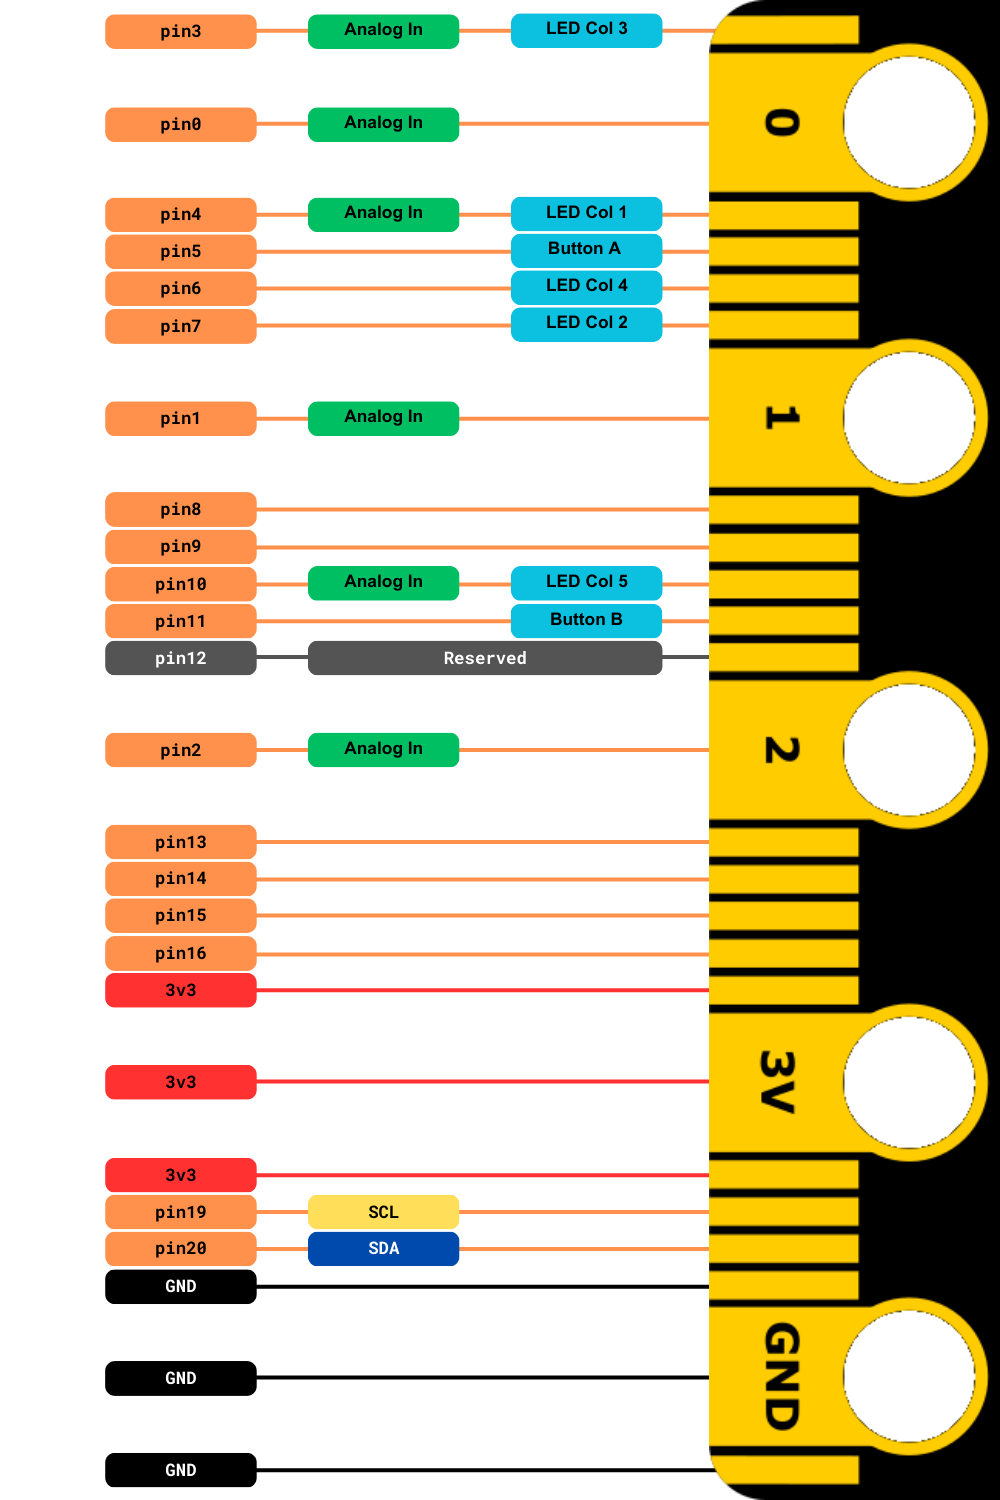 pin3 Analog In LED Col 3
pin0 Analog In 0
pin4 Analog In LED Col 1
pin5 Button A
pin6 LED Col 4
pin7 LED Col 2
pin1 Analog In 1
pin8
pin9
pin10 Analog In LED Col 5
pin11 Button B
pin12 Reserved
pin2 Analog In 2
pin13
pin14
pin15
pin16
3v3
3v3 3V
3v3
pin19 SCL
pin20 SDA
GND
GND GND
GND